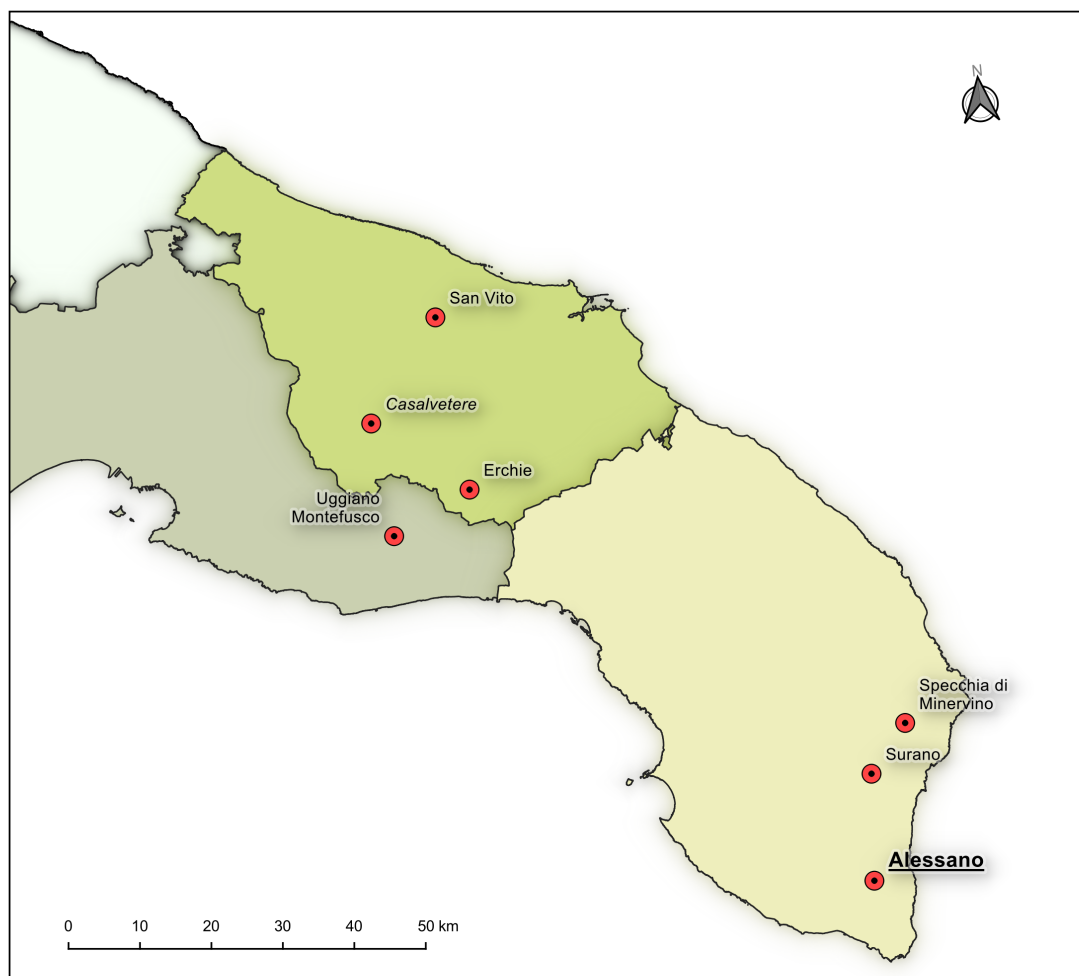 N
San Vito
Casalvetere
Erchie
Uggiano
Montefusco
Specchia di
Minervino
Surano
Alessano
0 10 20 30 40 50 km